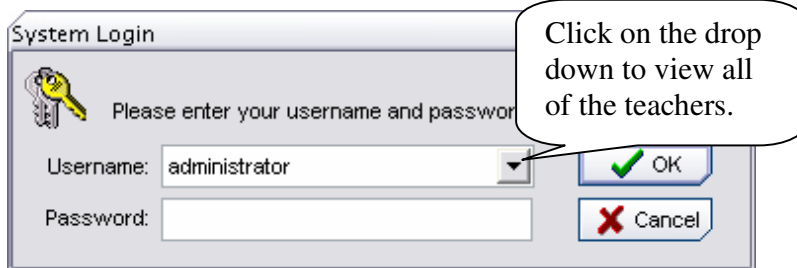 System Login
Click on the drop
down to view all
of the teachers.
Please enter your username and passwor
Username: administrator
OK
Password:
Cancel